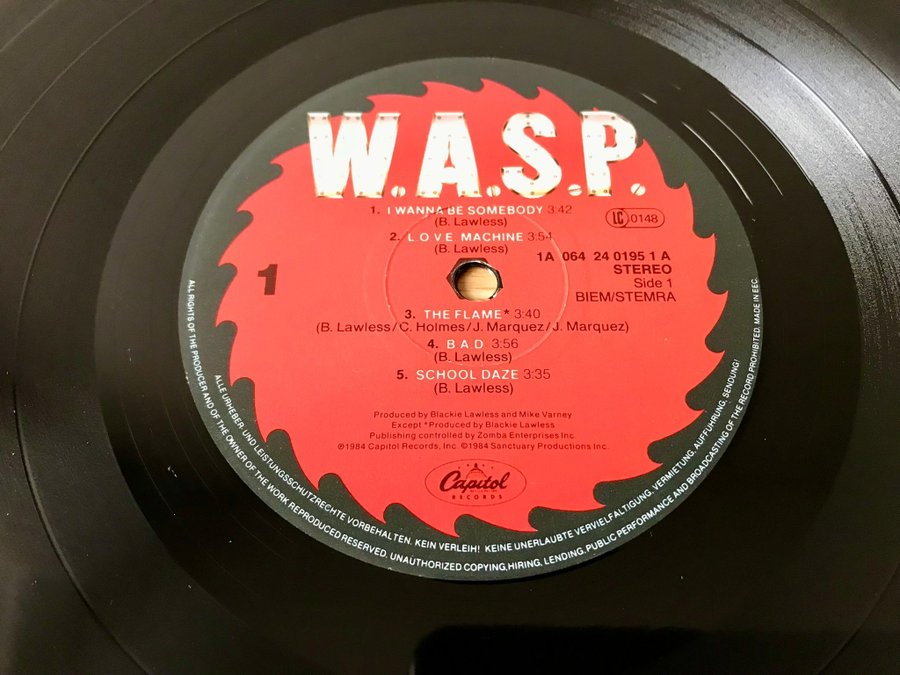 W.A.S.P.
1. I WANNA BE SOMEBODY 3:42
(B. Lawless)
LC 0148
2. L O V E MACHINE 3:54
(B. Lawless)
1A 064 24 0195 1 A
STEREO
Side 1
BIEM/STEMRA
1
3. THE FLAME* 3:40
(B. Lawless/C. Holmes/J. Marquez/J. Marquez)
4. B A D 3:56
(B. Lawless)
5. SCHOOL DAZE 3:35
(B. Lawless)
Produced by Blackie Lawless and Mike Varney
Except *Produced by Blackie Lawless
Publishing controlled by Zomba Enterprises Inc.
℗1984 Capitol Records, Inc. ©1984 Sanctuary Productions Inc.
Capitol
RECORDS
ALLE URHEBER- UND LEISTUNGSSCHUTZRECHTE VORBEHALTEN. KEIN VERLEIH! KEINE UNERLAUBTE VERVIELFÄLTIGUNG, VERMIETUNG, AUFFÜHRUNG, SENDUNG!
ALL RIGHTS OF THE PRODUCER AND OF THE OWNER OF THE WORK REPRODUCED RESERVED. UNAUTHORIZED COPYING, HIRING, LENDING, PUBLIC PERFORMANCE AND BROADCASTING OF THE RECORD PROHIBITED. MADE IN EEC.